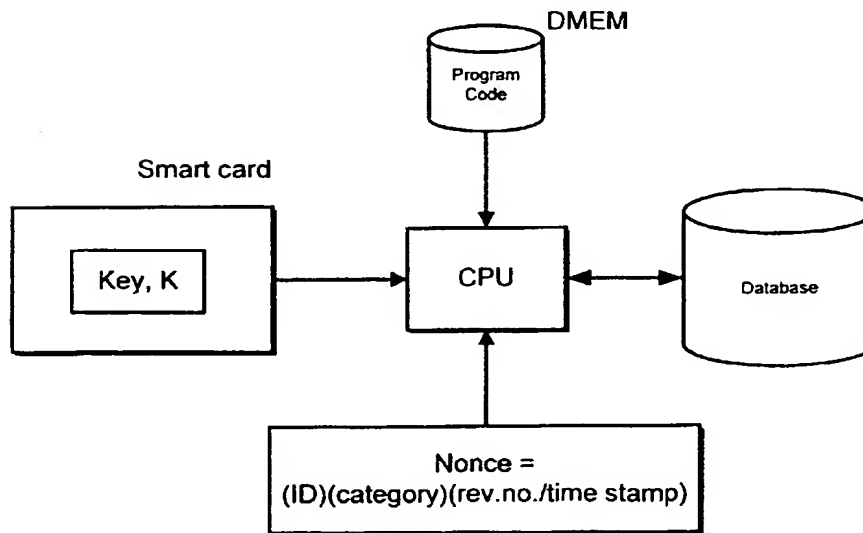 DMEM
Program
Code
Smart card
Key, K
CPU
Database
Nonce =
(ID)(category)(rev.no./time stamp)